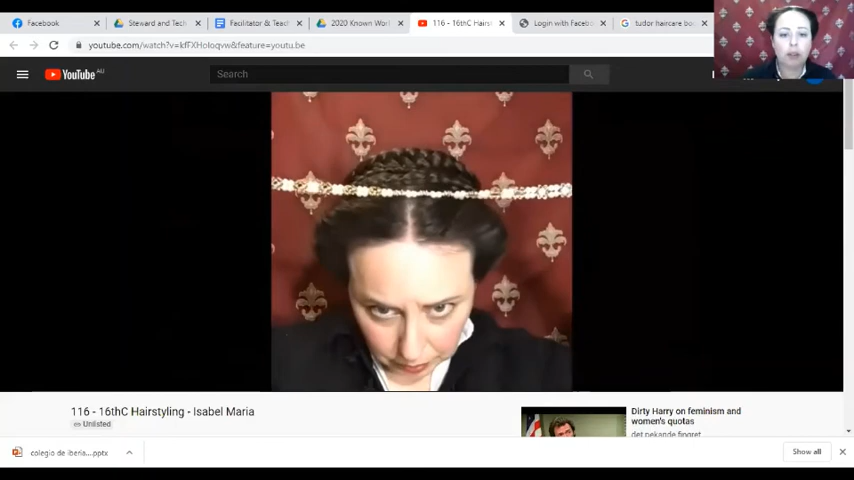 Facebook
Steward and Tech
Facilitator & Teach
2020 Known Worl
116 - 16thC Hairst
Login with Facebo
tudor haircare boo
youtube.com/watch?v=kfFXHoIoqvw&feature=youtu.be
YouTube AU
Search
116 - 16thC Hairstyling - Isabel Maria
Unlisted
Dirty Harry on feminism and
women's quotas
det pekande fingret
colegio de iberia....pptx
Show all